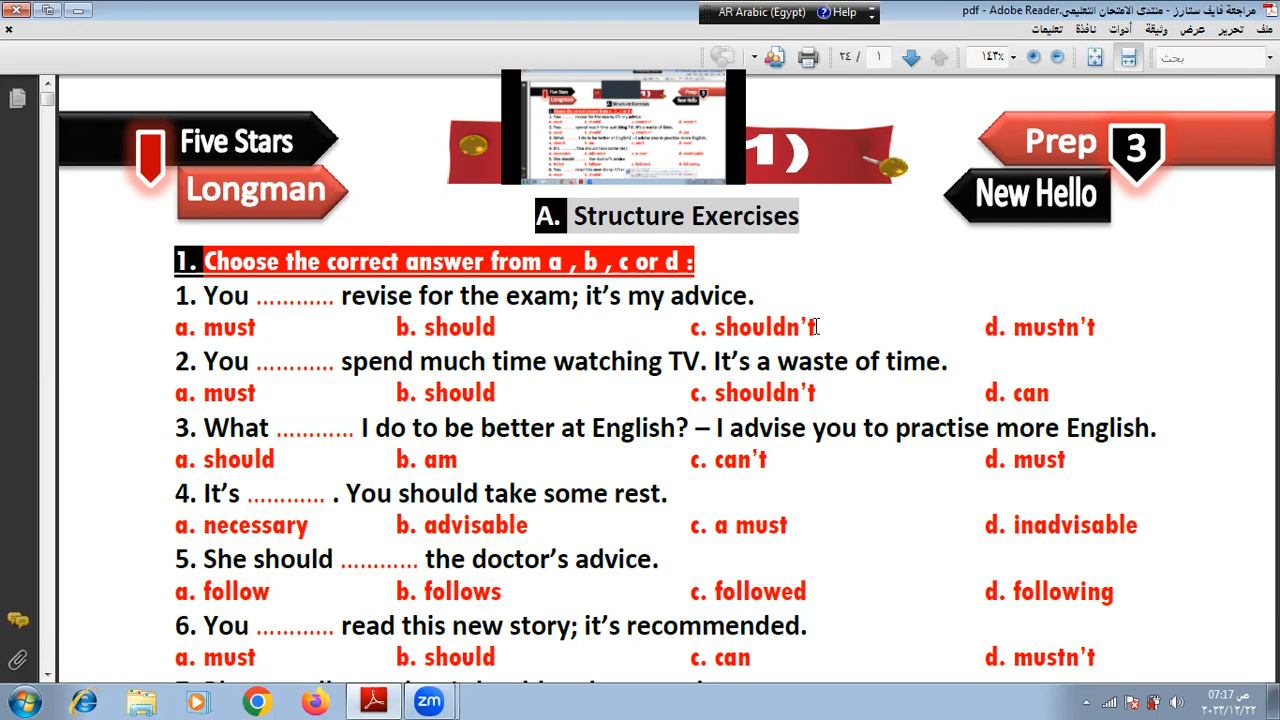 مراجعة فايف ستارز - منتدى الامتحان التعليمى.pdf - Adobe Reader
AR Arabic (Egypt) Help
ملف تحرير عرض وثيقة أدوات نافذة تعليمات
٢٤ / ١ ١٤٣% بحث
Five Stars
Longman
1)
Prep 3
New Hello
A. Structure Exercises
1. Choose the correct answer from a , b , c or d :
1. You ………… revise for the exam; it’s my advice.
a. must b. should c. shouldn’t d. mustn’t
2. You ………… spend much time watching TV. It’s a waste of time.
a. must b. should c. shouldn’t d. can
3. What ………… I do to be better at English? – I advise you to practise more English.
a. should b. am c. can’t d. must
4. It’s ………… . You should take some rest.
a. necessary b. advisable c. a must d. inadvisable
5. She should ………… the doctor’s advice.
a. follow b. follows c. followed d. following
6. You ………… read this new story; it’s recommended.
a. must b. should c. can d. mustn’t
zm
07:17 ص
٢٠٢٣/١٢/٢٢